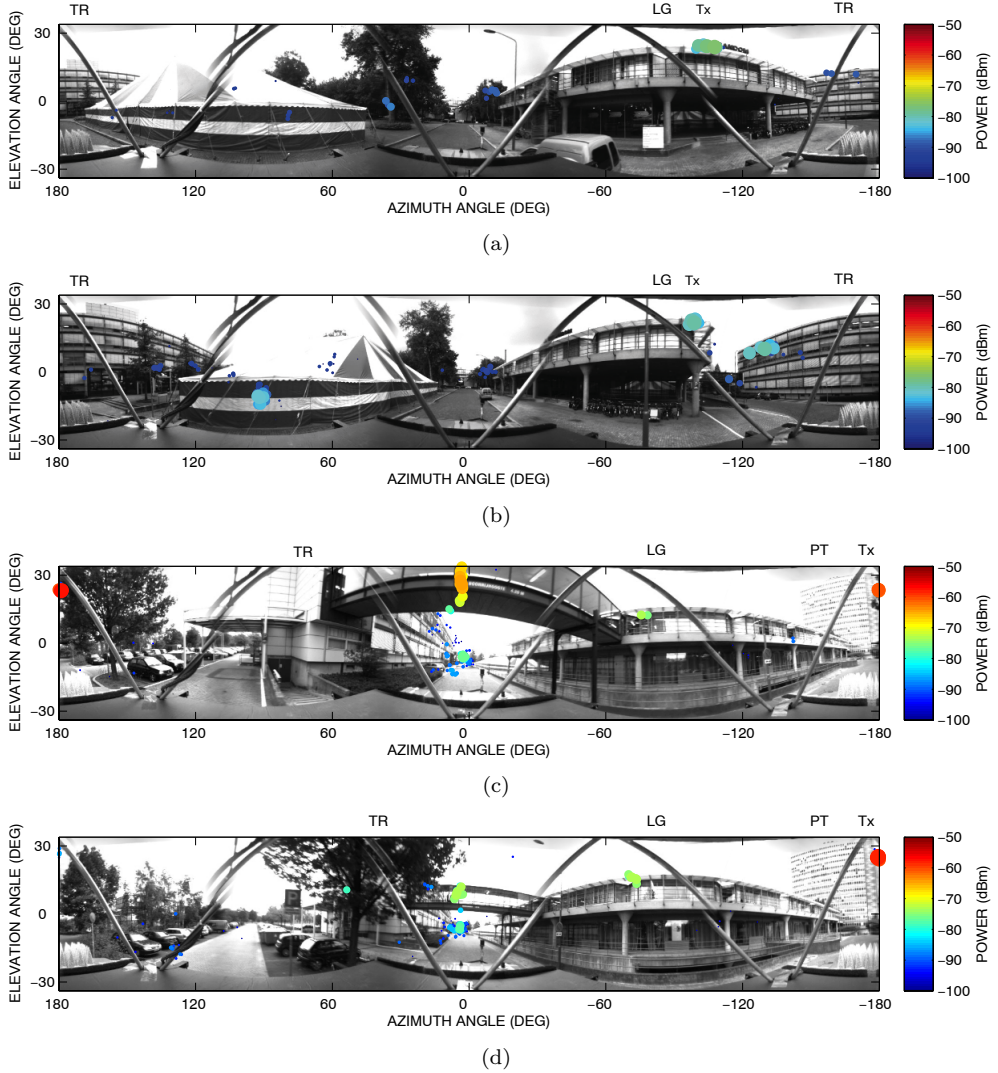 TR LG Tx TR
ELEVATION ANGLE (DEG)
30
0
−30
180 120 60 0 −60 −120 −180
AZIMUTH ANGLE (DEG)
−50
−60
−70
−80
−90
−100
POWER (dBm)
(a)
TR LG Tx TR
ELEVATION ANGLE (DEG)
30
0
−30
180 120 60 0 −60 −120 −180
AZIMUTH ANGLE (DEG)
−50
−60
−70
−80
−90
−100
POWER (dBm)
(b)
TR LG PT Tx
ELEVATION ANGLE (DEG)
30
0
−30
180 120 60 0 −60 −120 −180
AZIMUTH ANGLE (DEG)
−50
−60
−70
−80
−90
−100
POWER (dBm)
(c)
TR LG PT Tx
ELEVATION ANGLE (DEG)
30
0
−30
180 120 60 0 −60 −120 −180
AZIMUTH ANGLE (DEG)
−50
−60
−70
−80
−90
−100
POWER (dBm)
(d)